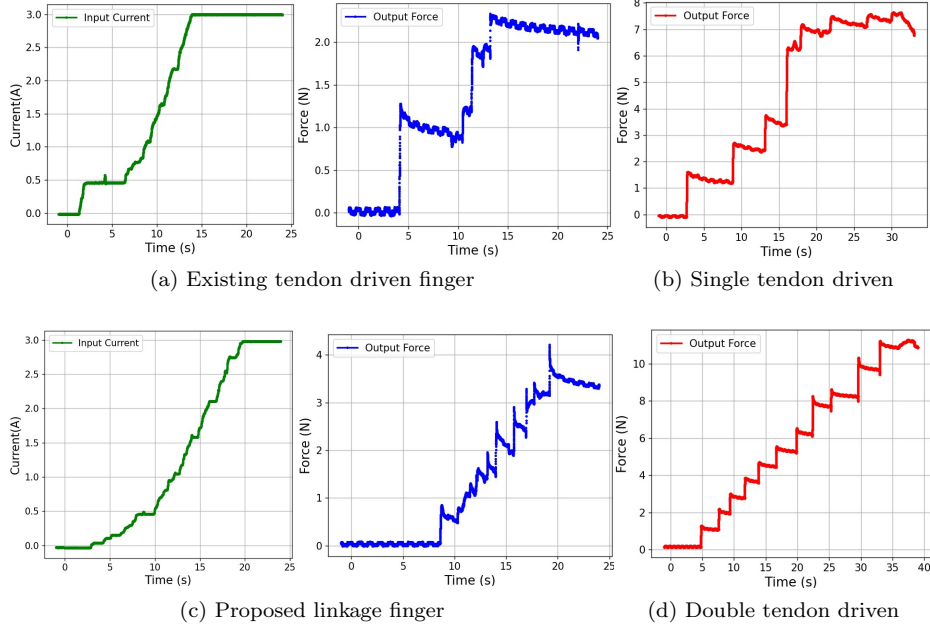 Input Current
Current(A)
3.0
2.5
2.0
1.5
1.0
0.5
0.0
0 5 10 15 20 25
Time (s)
Output Force
Force (N)
2.0
1.0
0.0
0 5 10 15 20 25
Time (s)
(a) Existing tendon driven finger
Output Force
Force (N)
8
7
6
5
4
3
2
1
0
0 5 10 15 20 25 30
Time (s)
(b) Single tendon driven
Input Current
Current(A)
3.0
2.5
2.0
1.5
1.0
0.5
0.0
0 5 10 15 20 25
Time (s)
Output Force
Force (N)
4
3
2
1
0
0 5 10 15 20 25
Time (s)
(c) Proposed linkage finger
Output Force
Force (N)
10
8
6
4
2
0
0 5 10 15 20 25 30 35 40
Time (s)
(d) Double tendon driven